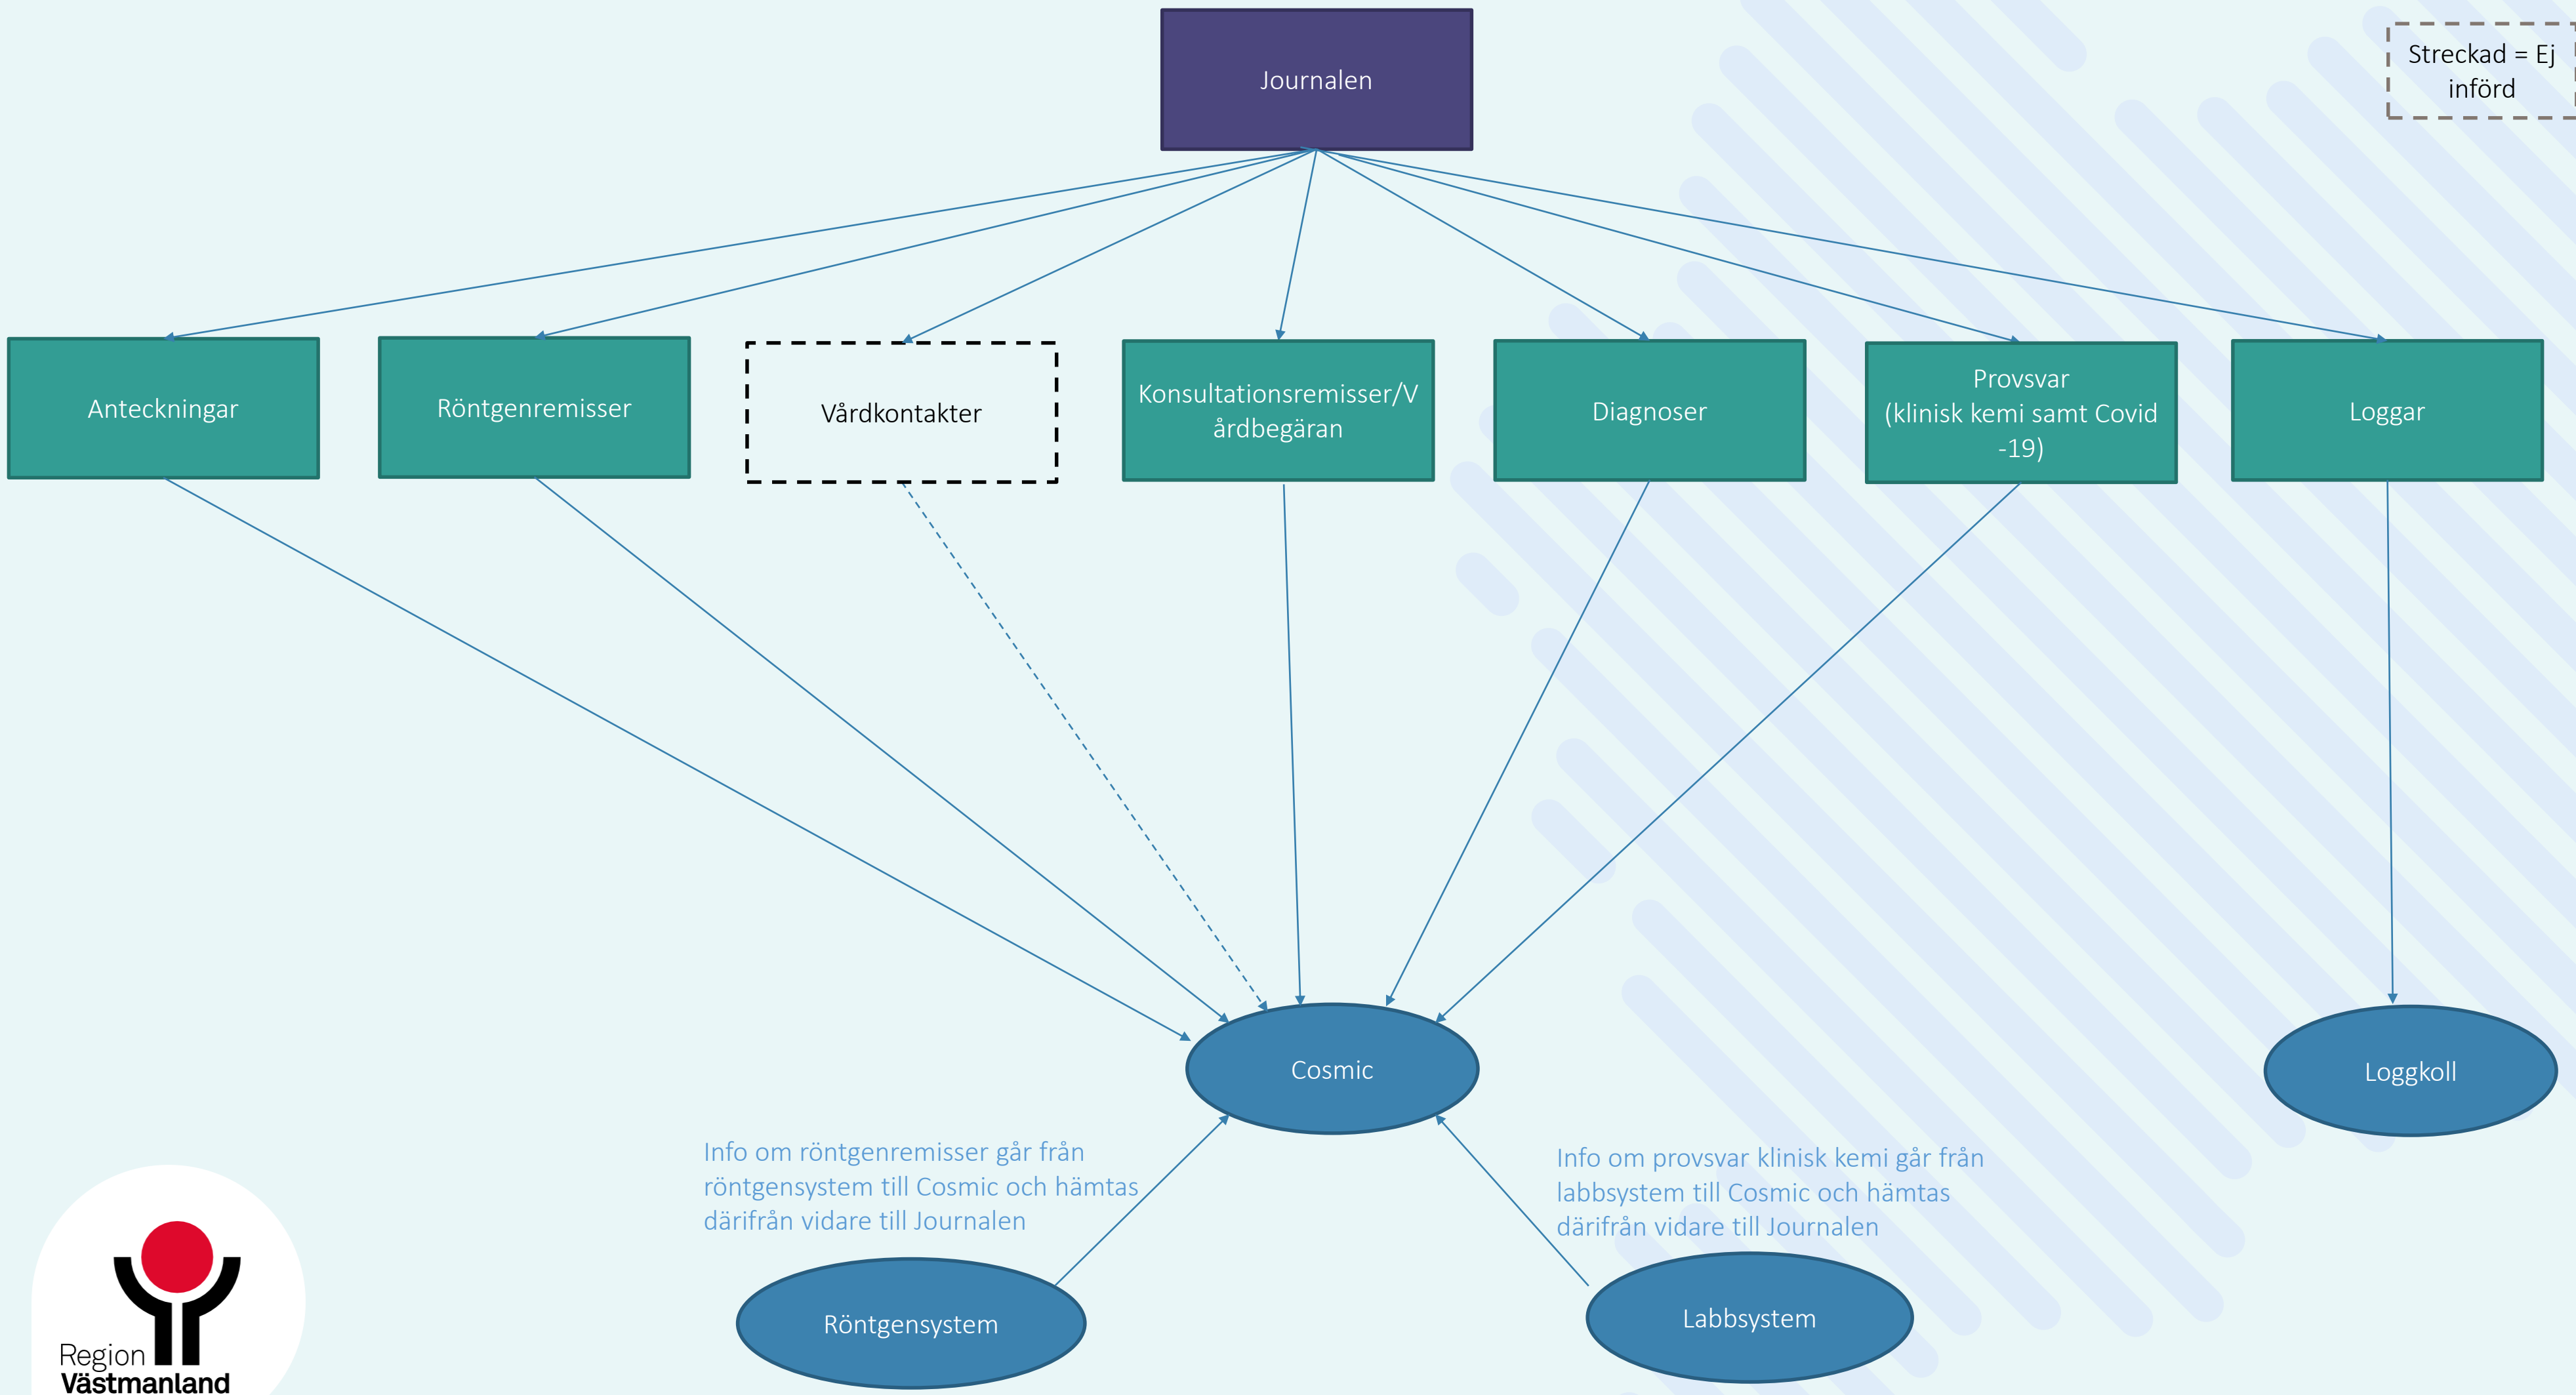 Journalen
Streckad = Ej
införd
Anteckningar
Röntgenremisser
Vårdkontakter
Konsultationsremisser/V
årdbegäran
Diagnoser
Provsvar
(klinisk kemi samt Covid
-19)
Loggar
Cosmic
Loggkoll
Info om röntgenremisser går från
röntgensystem till Cosmic och hämtas
därifrån vidare till Journalen
Info om provsvar klinisk kemi går från
labbsystem till Cosmic och hämtas
därifrån vidare till Journalen
Röntgensystem
Labbsystem
Region
Västmanland